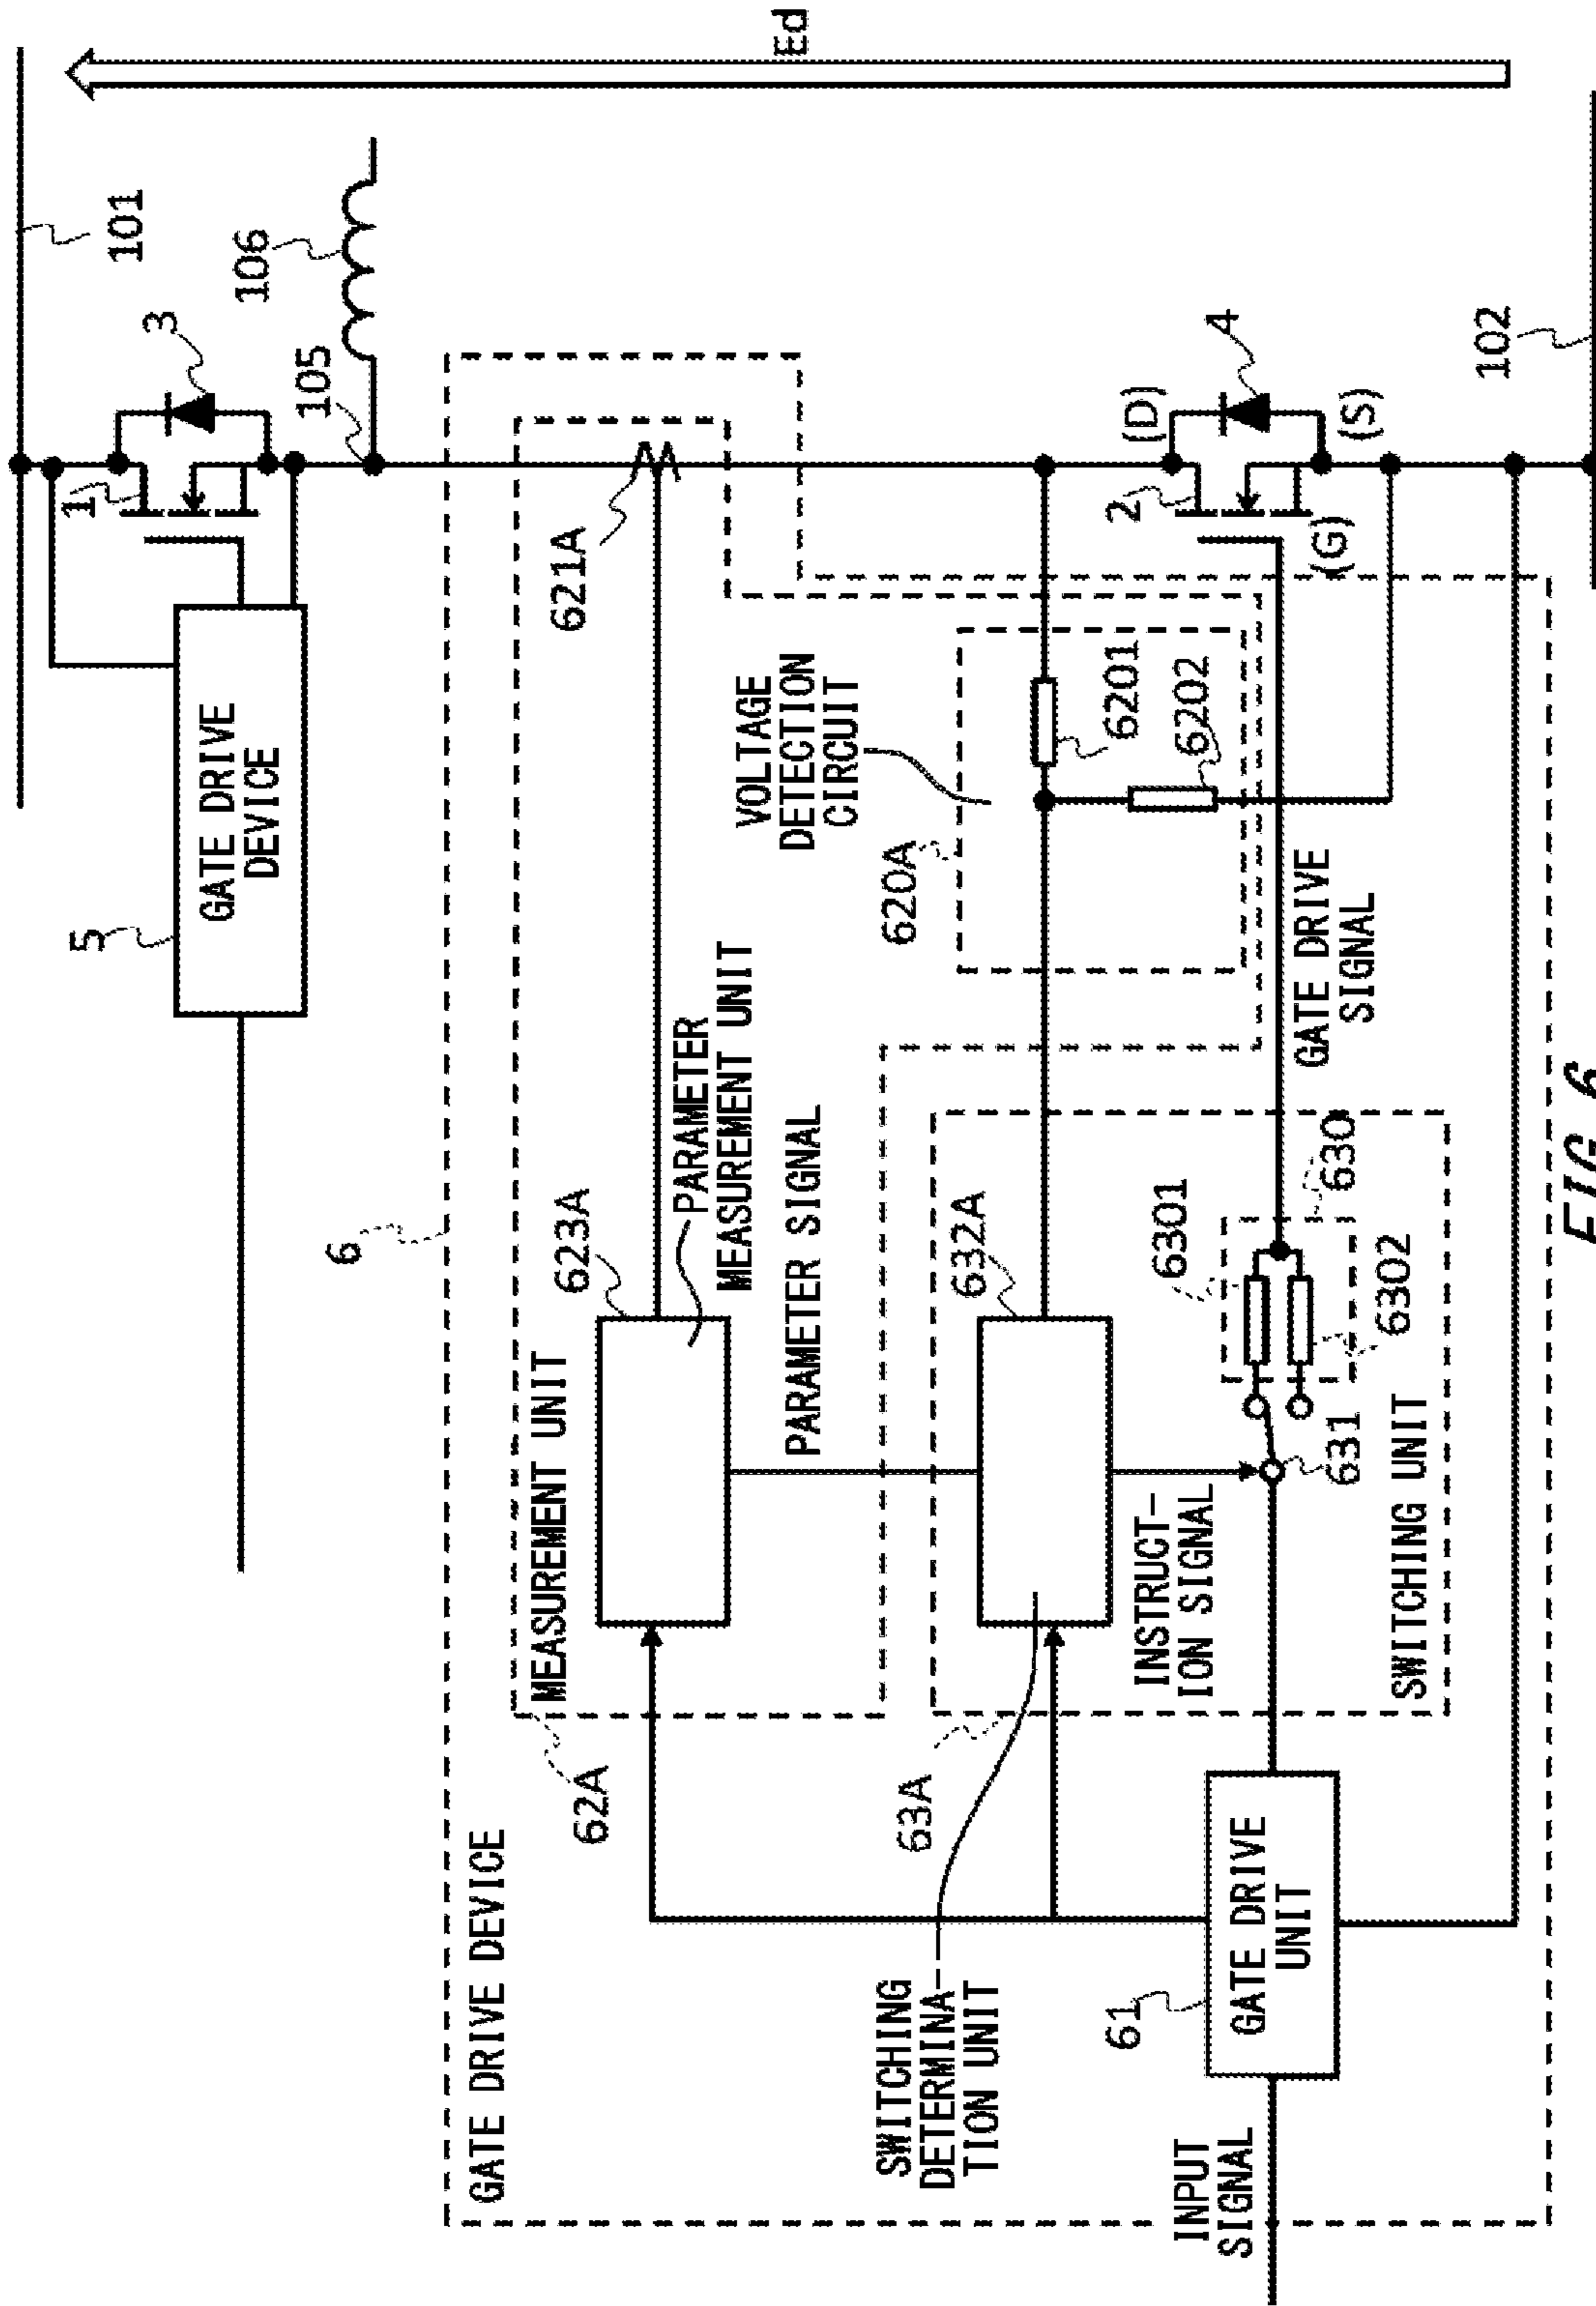 Ed
101
106
3
105
1
5
GATE DRIVE
DEVICE
6
GATE DRIVE DEVICE
621A
MEASUREMENT UNIT
62A
623A
PARAMETER
MEASUREMENT UNIT
PARAMETER SIGNAL
VOLTAGE
DETECTION
CIRCUIT
620A
6201
6202
(D)
2
4
(G)
(S)
102
SWITCHING
DETERMINA-
TION UNIT
63A
632A
INSTRUCT-
ION SIGNAL
6301
630
6302
631
SWITCHING UNIT
GATE DRIVE
SIGNAL
61
GATE DRIVE
UNIT
INPUT
SIGNAL
FIG. 6